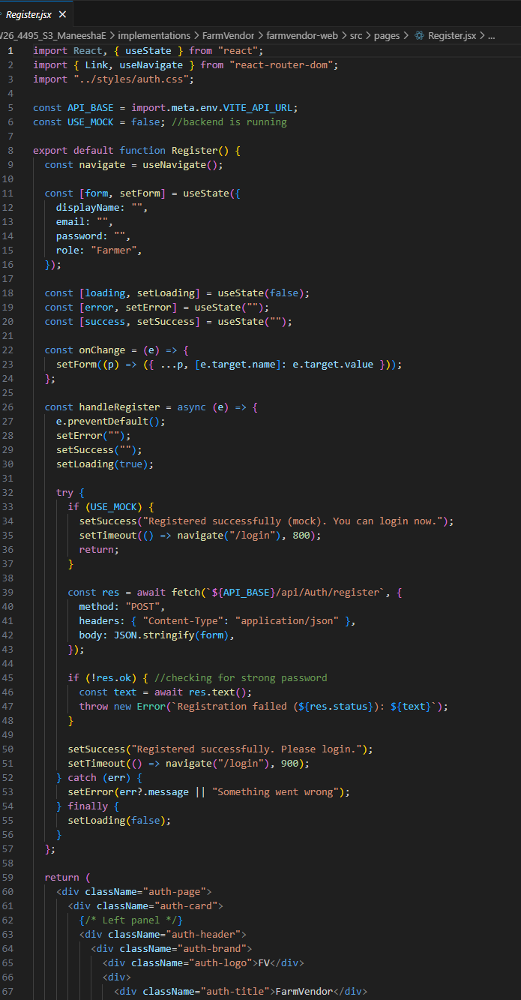 Register.jsx ×
W26_4495_S3_ManeeshaE > implementations > FarmVendor > farmvendor-web > src > pages > Register.jsx > ...
1 import React, { useState } from "react";
2 import { Link, useNavigate } from "react-router-dom";
3 import "../styles/auth.css";
4
5 const API_BASE = import.meta.env.VITE_API_URL;
6 const USE_MOCK = false; //backend is running
7
8 export default function Register() {
9 const navigate = useNavigate();
10
11 const [form, setForm] = useState({
12 displayName: "",
13 email: "",
14 password: "",
15 role: "Farmer",
16 });
17
18 const [loading, setLoading] = useState(false);
19 const [error, setError] = useState("");
20 const [success, setSuccess] = useState("");
21
22 const onChange = (e) => {
23 setForm((p) => ({ ...p, [e.target.name]: e.target.value }));
24 };
25
26 const handleRegister = async (e) => {
27 e.preventDefault();
28 setError("");
29 setSuccess("");
30 setLoading(true);
31
32 try {
33 if (USE_MOCK) {
34 setSuccess("Registered successfully (mock). You can login now.");
35 setTimeout(() => navigate("/login"), 800);
36 return;
37 }
38
39 const res = await fetch(`${API_BASE}/api/Auth/register`, {
40 method: "POST",
41 headers: { "Content-Type": "application/json" },
42 body: JSON.stringify(form),
43 });
44
45 if (!res.ok) { //checking for strong password
46 const text = await res.text();
47 throw new Error(`Registration failed (${res.status}): ${text}`);
48 }
49
50 setSuccess("Registered successfully. Please login.");
51 setTimeout(() => navigate("/login"), 900);
52 } catch (err) {
53 setError(err?.message || "Something went wrong");
54 } finally {
55 setLoading(false);
56 }
57 };
58
59 return (
60 <div className="auth-page">
61 <div className="auth-card">
62 {/* Left panel */}
63 <div className="auth-header">
64 <div className="auth-brand">
65 <div className="auth-logo">FV</div>
66 <div>
67 <div className="auth-title">FarmVendor</div>